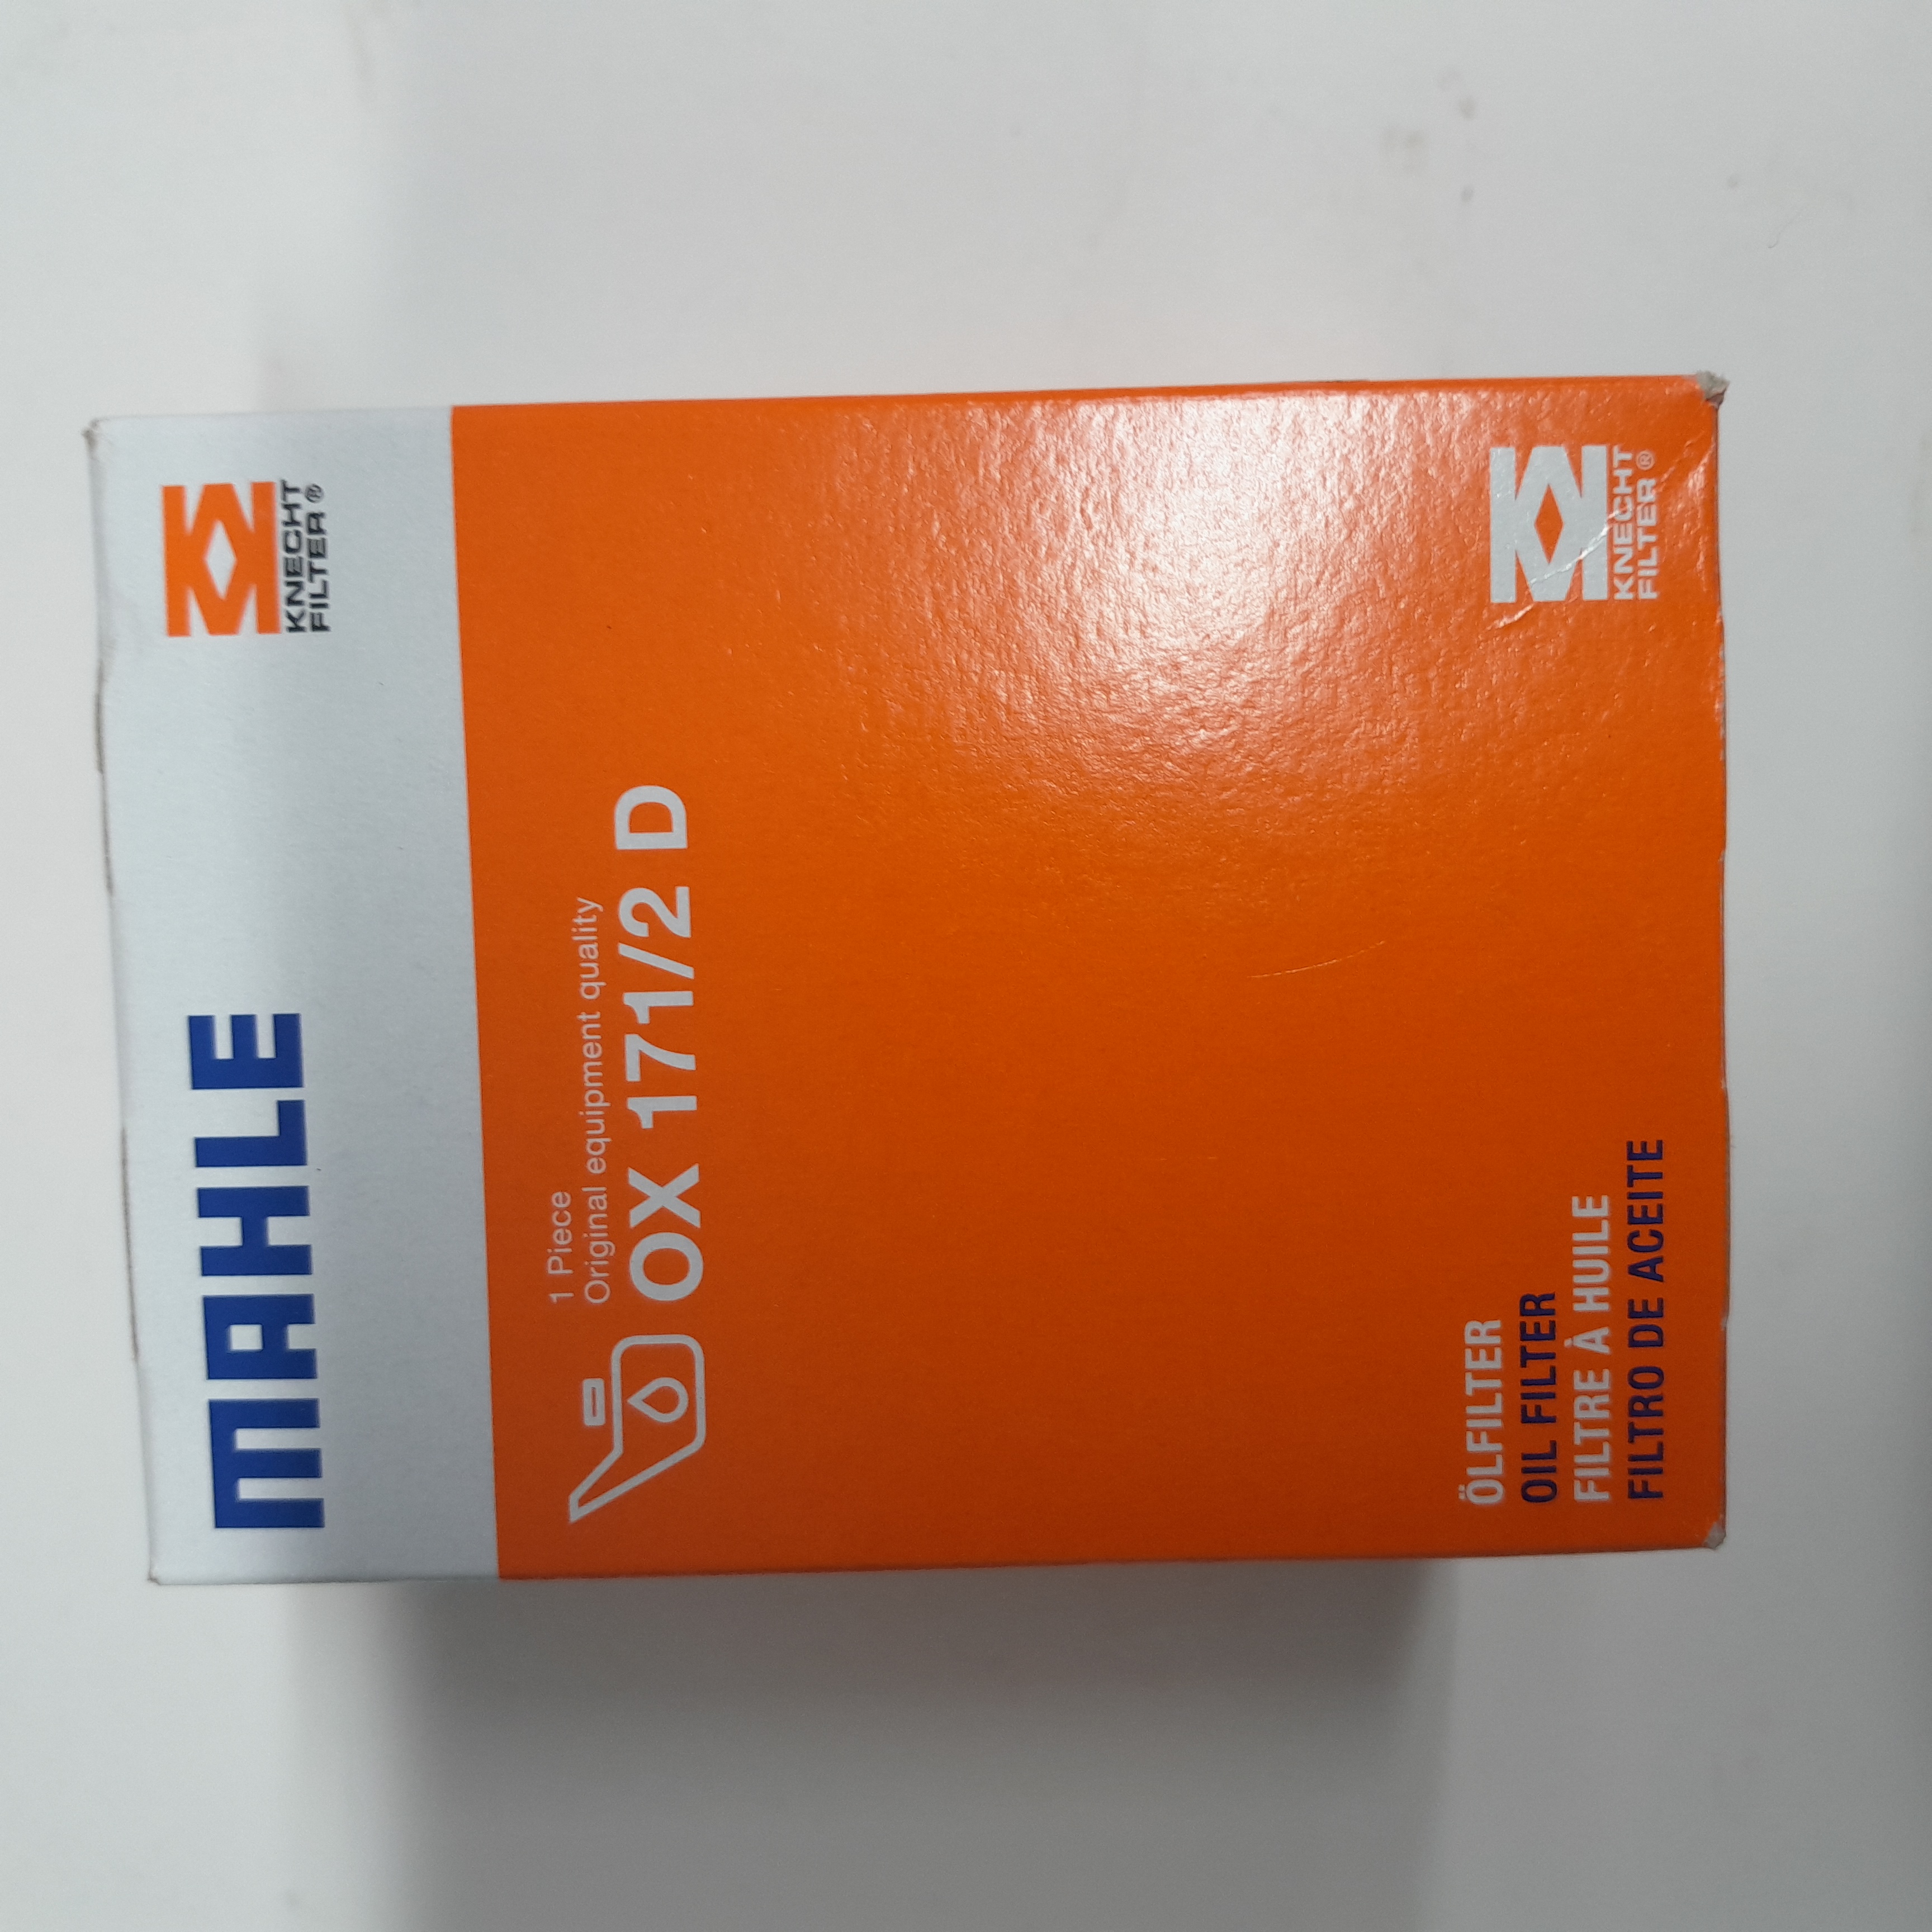 MAHLE
KNECHT
FILTER®
1 Piece
Original equipment quality
OX 171/2 D
ÖLFILTER
OIL FILTER
FILTRE À HUILE
FILTRO DE ACEITE
KNECHT
FILTER®